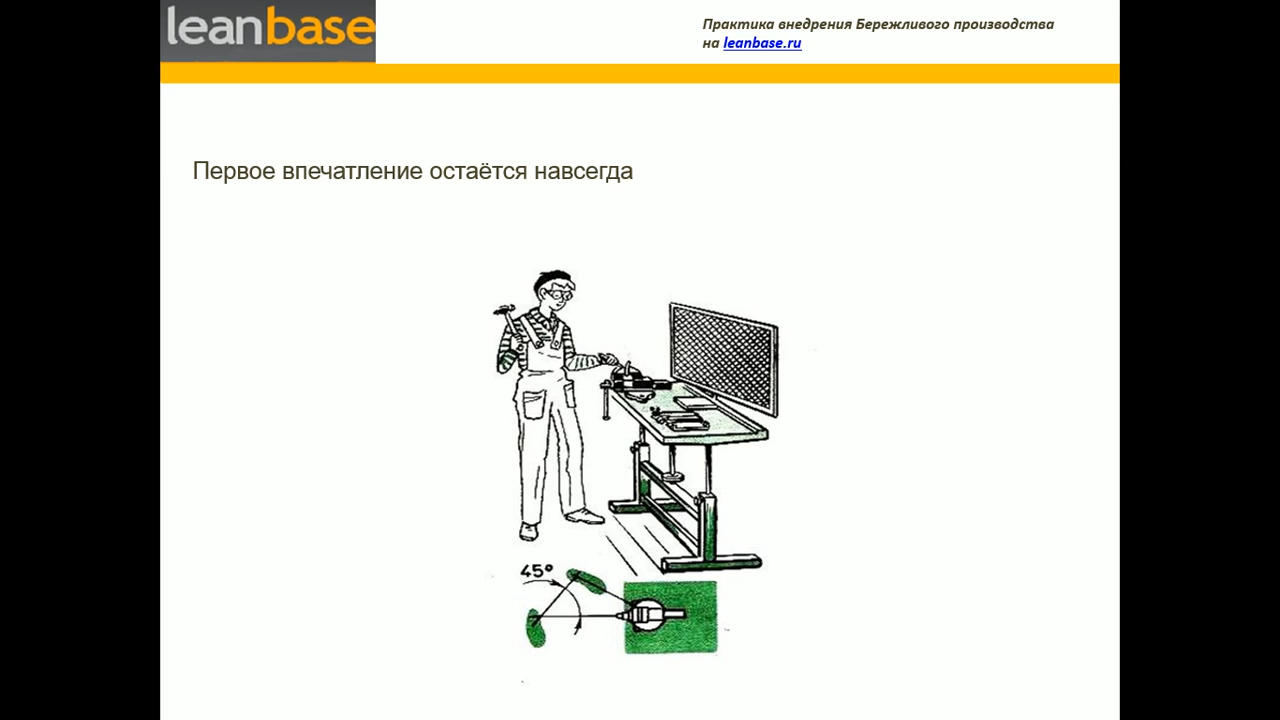 leanbase
Практика внедрения Бережливого производства
на leanbase.ru
Первое впечатление остаётся навсегда
45°